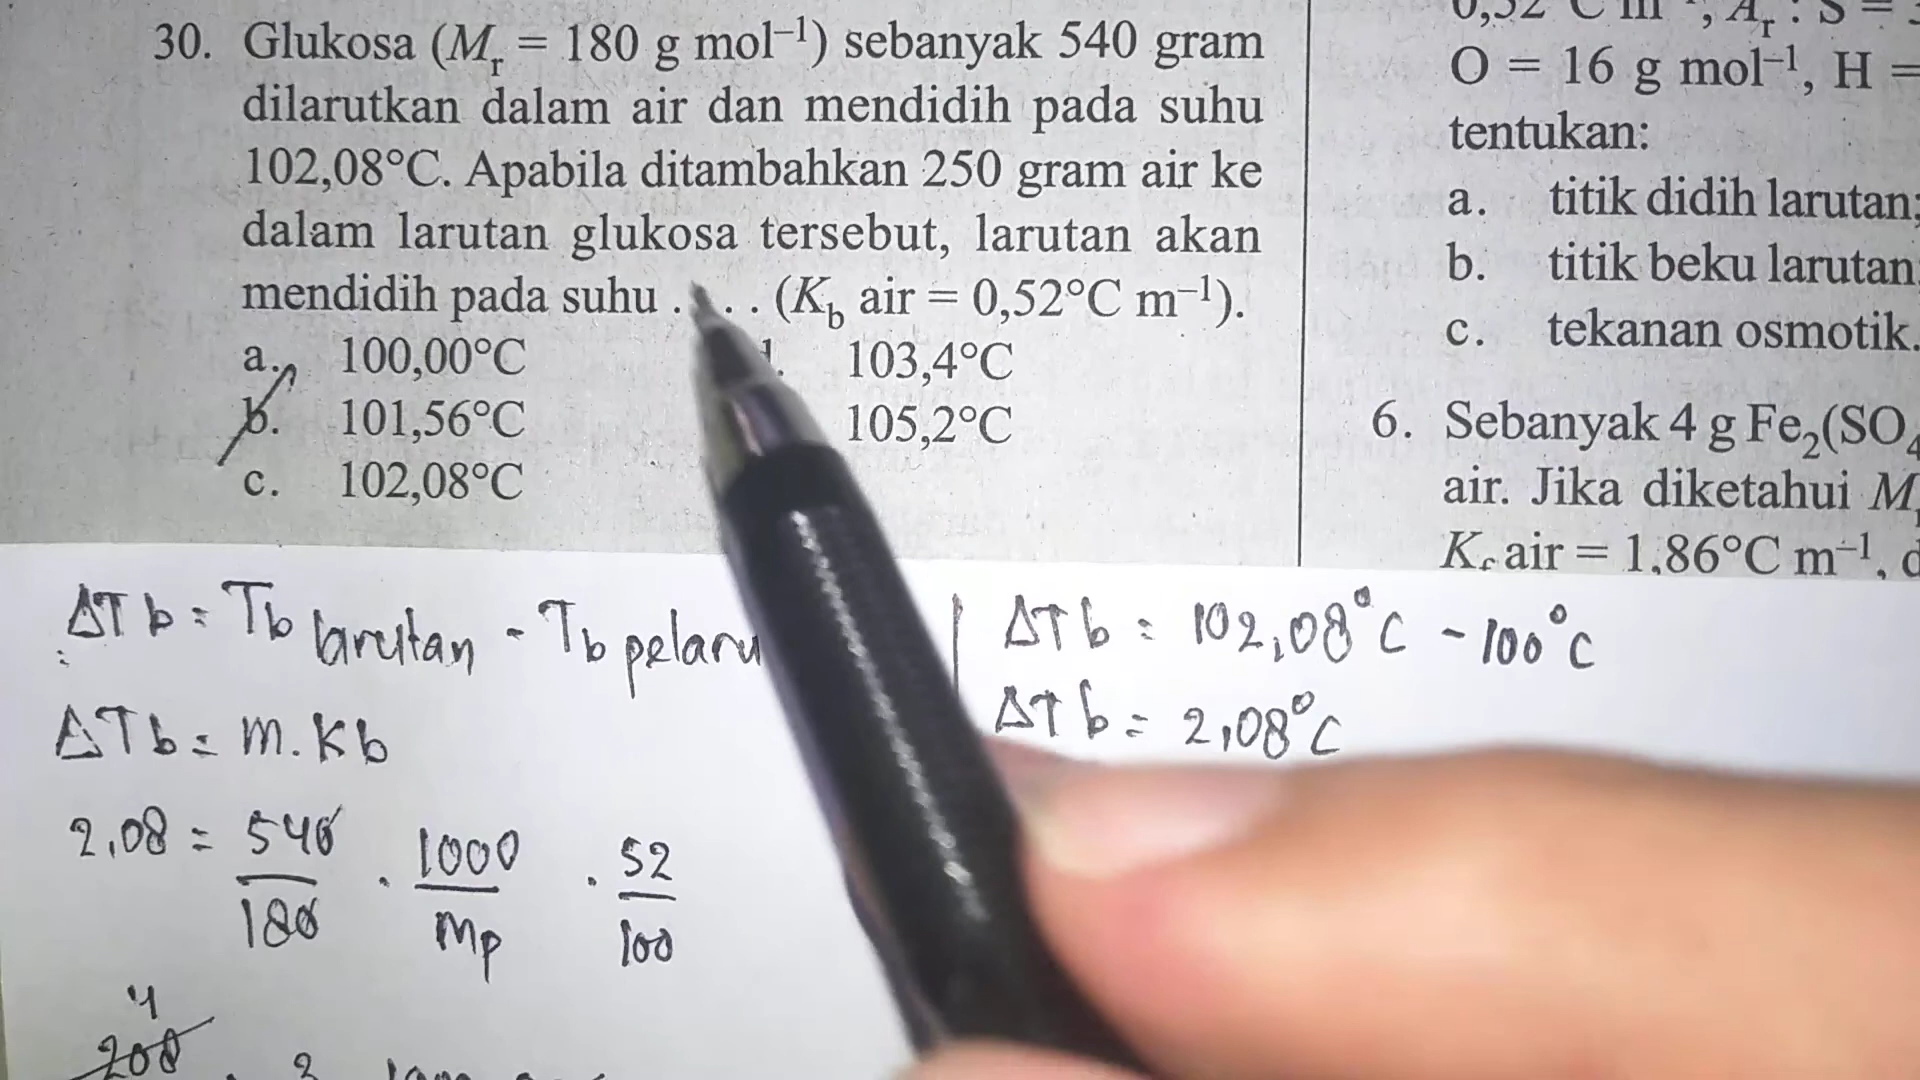 30. Glukosa (Mr = 180 g mol⁻¹) sebanyak 540 gram
dilarutkan dalam air dan mendidih pada suhu
102,08°C. Apabila ditambahkan 250 gram air ke
dalam larutan glukosa tersebut, larutan akan
mendidih pada suhu . . . . (Kb air = 0,52°C m⁻¹).
a. 100,00°C
b. 101,56°C
c. 102,08°C
103,4°C
105,2°C
O = 16 g mol⁻¹, H =
tentukan:
a. titik didih larutan;
b. titik beku larutan
c. tekanan osmotik.
6. Sebanyak 4 g Fe₂(SO₄
air. Jika diketahui M
air = 1,86°C m⁻¹,
ΔTb = Tb larutan - Tb
ΔTb = m.Kb
2,08 = 540/180 . 1000/mp . 52/100
4
208
ΔTb = 102,08°C - 100°C
ΔTb = 2,08°C